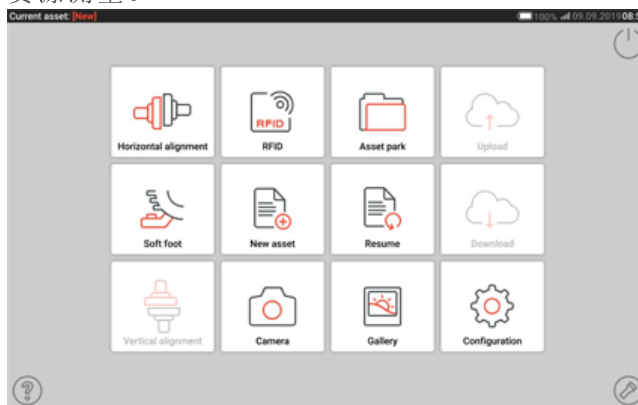 Current asset: [New]
100%
09.09.2019
RFID
Horizontal alignment
RFID
Asset park
Upload
Soft foot
New asset
Resume
Download
Vertical alignment
Camera
Gallery
Configuration
?